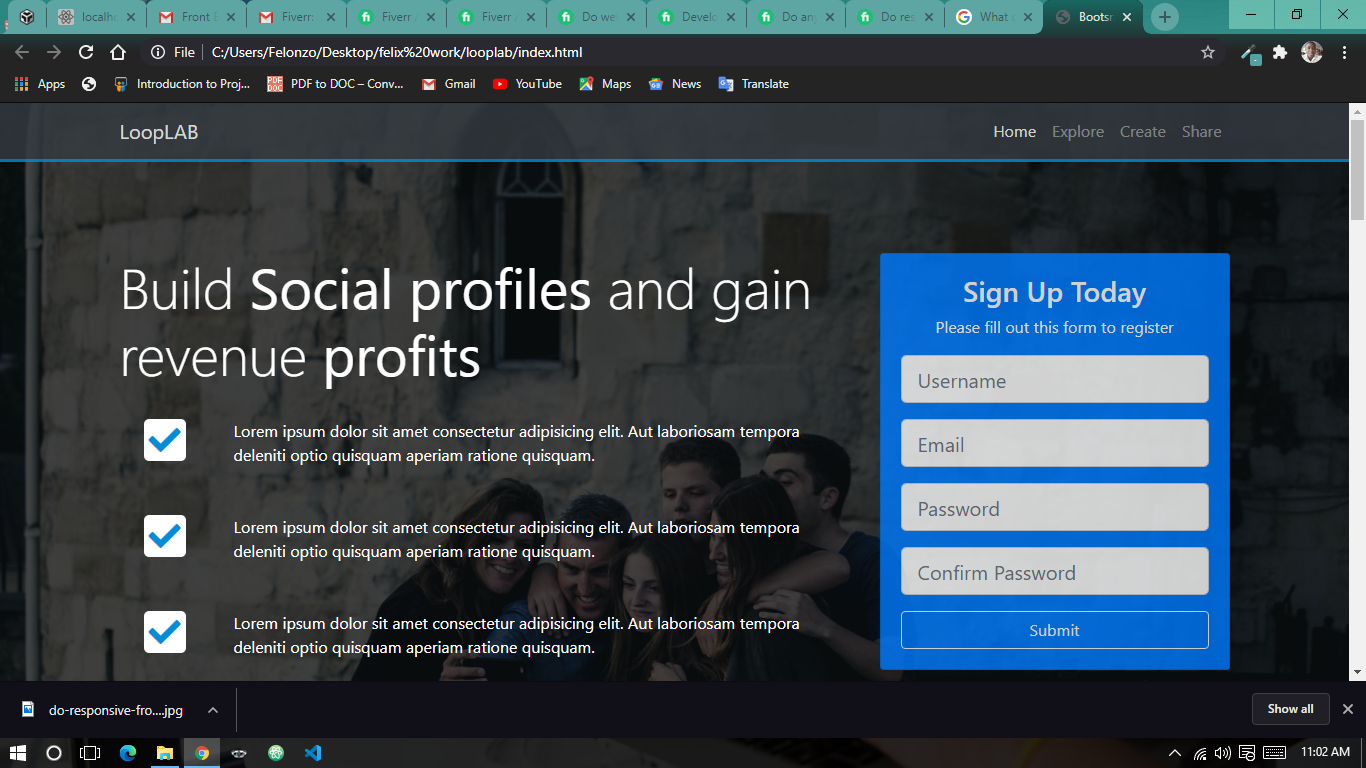 localho
Front E
Fiverr
Fiverr
Fiverr
Do we
Develo
Do an
Do res
What
Bootsr
File
C:/Users/Felonzo/Desktop/felix%20work/looplab/index.html
Apps
Introduction to Proj...
PDF to DOC – Conv...
Gmail
YouTube
Maps
News
Translate
LoopLAB
Home
Explore
Create
Share
Build Social profiles and gain
revenue profits
Lorem ipsum dolor sit amet consectetur adipisicing elit. Aut laboriosam tempora
deleniti optio quisquam aperiam ratione quisquam.
Lorem ipsum dolor sit amet consectetur adipisicing elit. Aut laboriosam tempora
deleniti optio quisquam aperiam ratione quisquam.
Lorem ipsum dolor sit amet consectetur adipisicing elit. Aut laboriosam tempora
deleniti optio quisquam aperiam ratione quisquam.
Sign Up Today
Please fill out this form to register
Username
Email
Password
Confirm Password
Submit
do-responsive-fro....jpg
Show all
11:02 AM